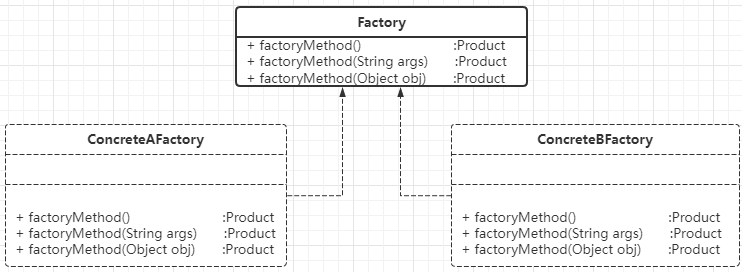 Factory
+ factoryMethod() :Product
+ factoryMethod(String args) :Product
+ factoryMethod(Object obj) :Product
ConcreteAFactory
+ factoryMethod() :Product
+ factoryMethod(String args) :Product
+ factoryMethod(Object obj) :Product
ConcreteBFactory
+ factoryMethod() :Product
+ factoryMethod(String args) :Product
+ factoryMethod(Object obj) :Product